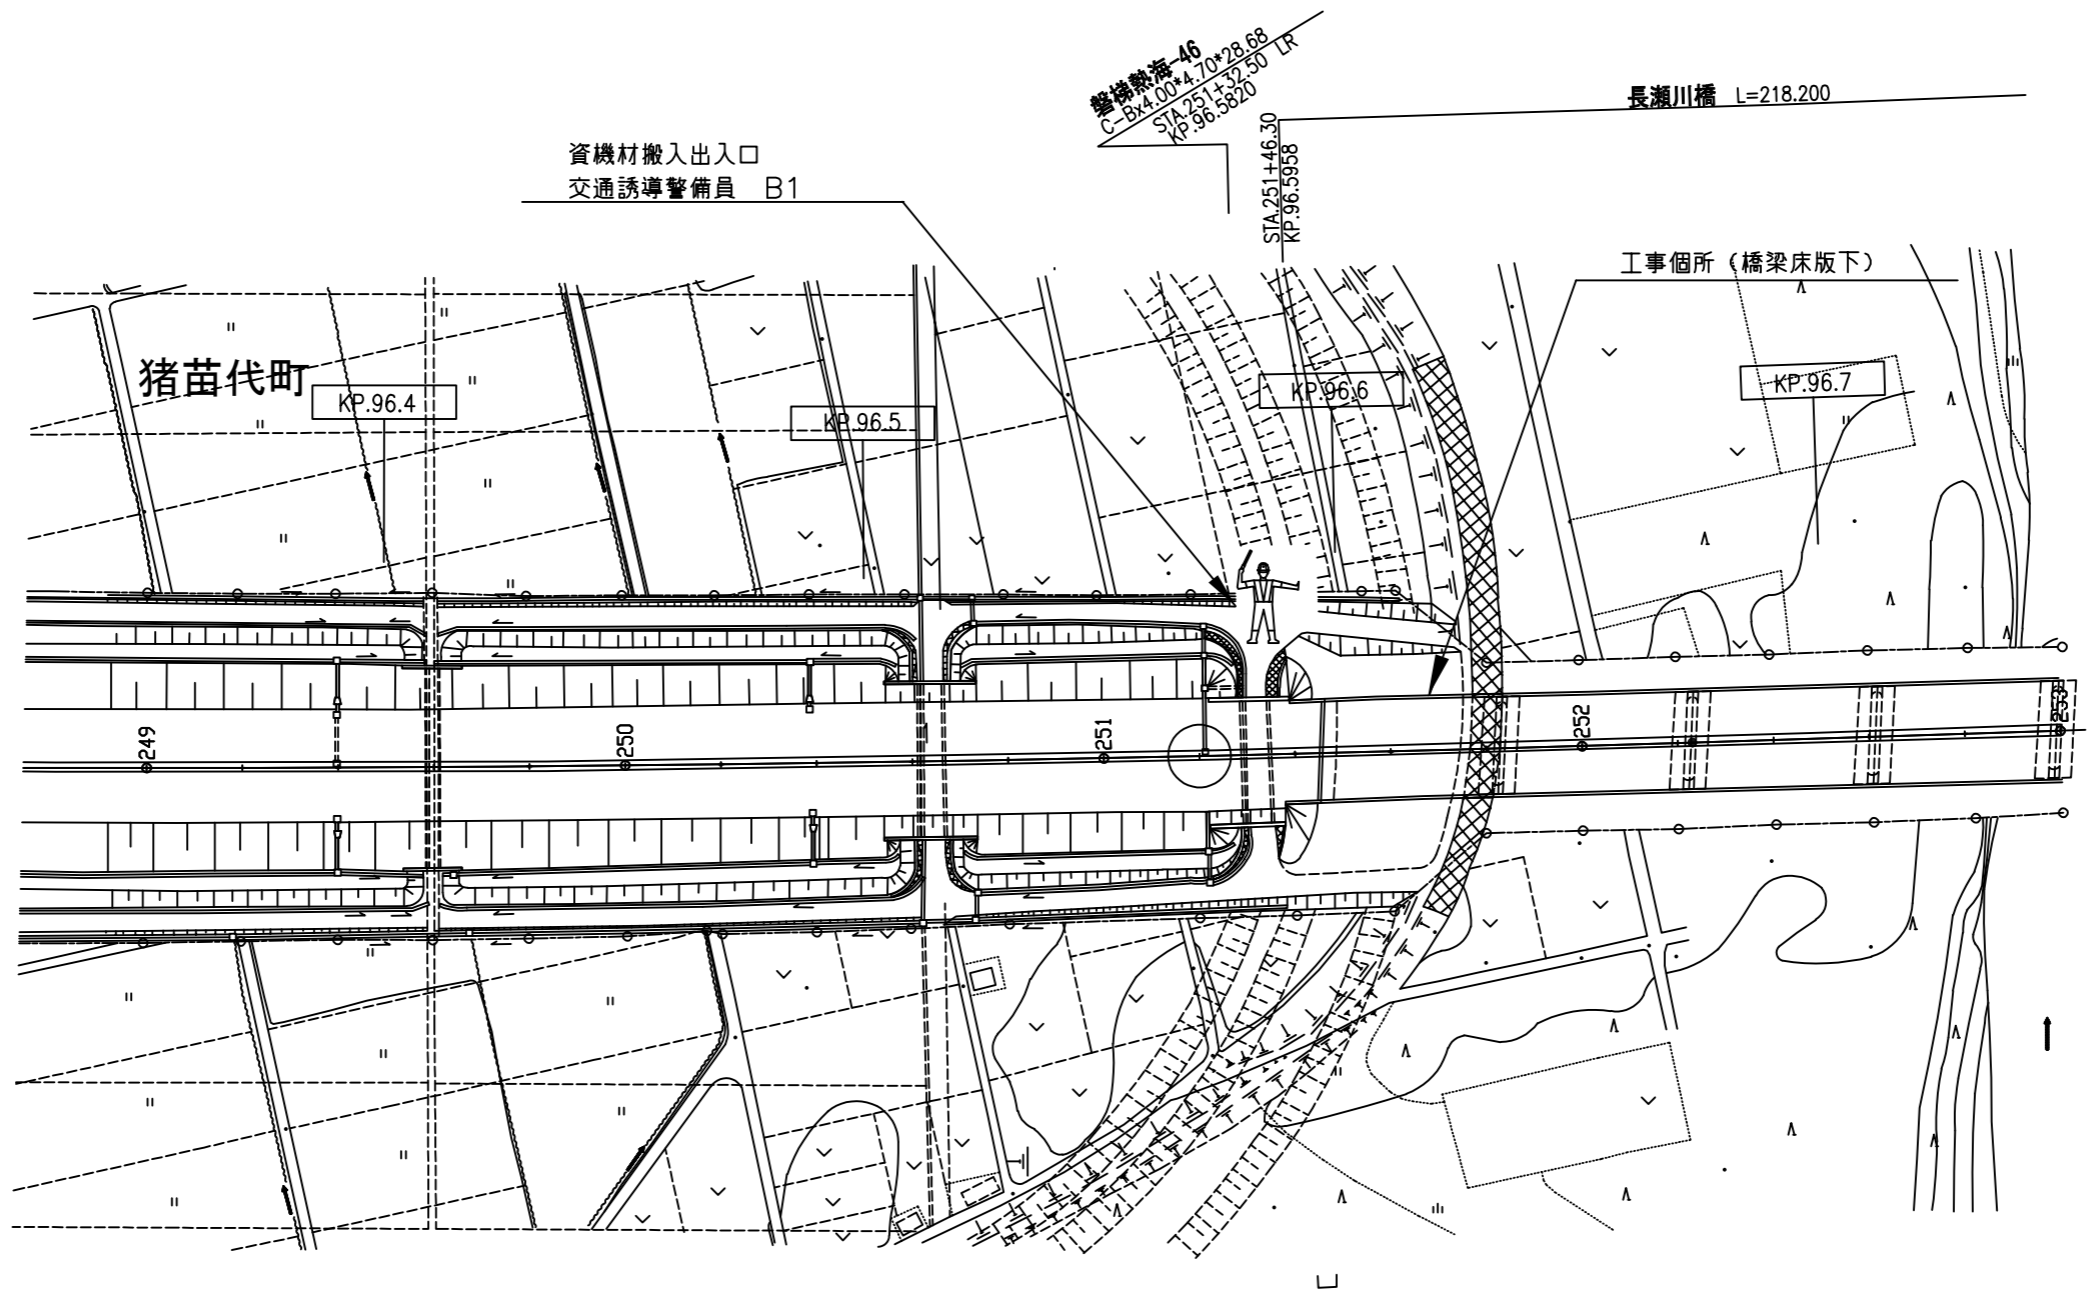 磐梯熱海-46
C-Bx4.00*4.70*28.68
STA.251+32.50 LR
KP.96.5820
長瀬川橋 L=218.200
STA.251+46.30
KP.96.5958
資機材搬入出入口
交通誘導警備員 B1
工事個所（橋梁床版下）
猪苗代町
KP.96.4
KP.96.5
KP.96.6
KP.96.7
249
250
251
252
253